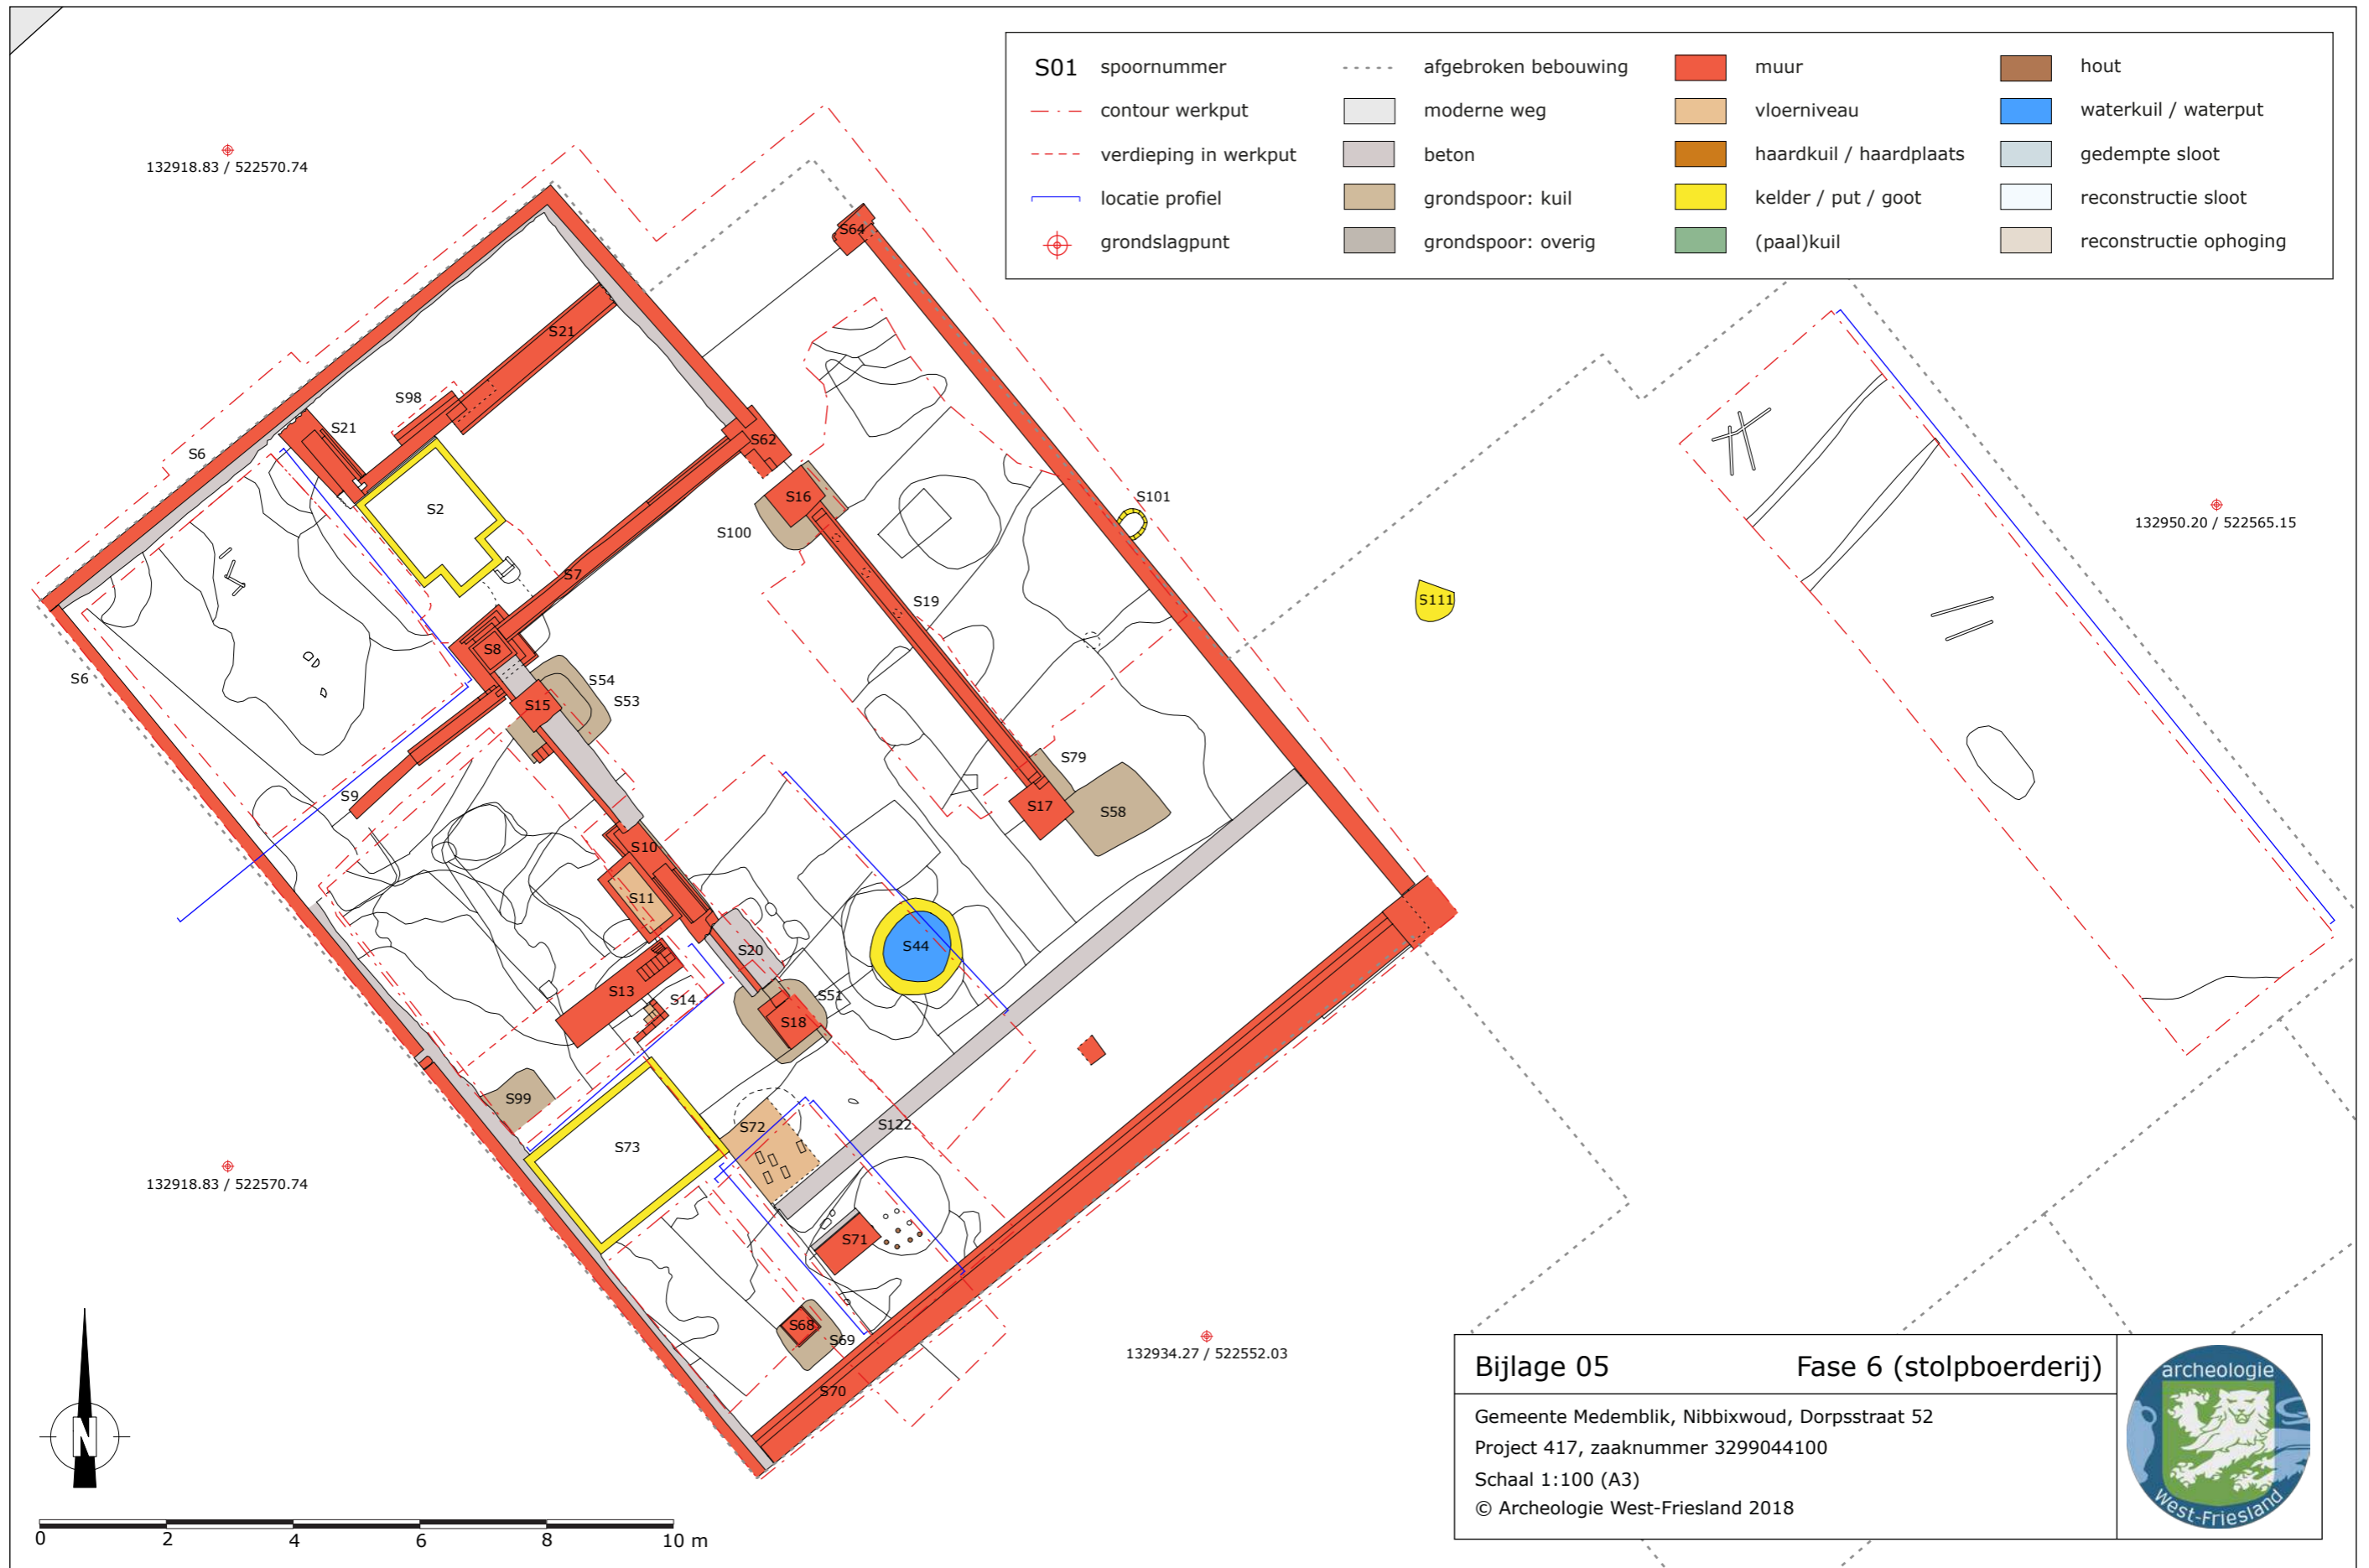 S01 spoornummer
contour werkput
verdieping in werkput
locatie profiel
grondslagpunt
afgebroken bebouwing
moderne weg
beton
grondspoor: kuil
grondspoor: overig
muur
vloerniveau
haardkuil / haardplaats
kelder / put / goot
(paal)kuil
hout
waterkuil / waterput
gedempte sloot
reconstructie sloot
reconstructie ophoging
132918.83 / 522570.74
S64
S21
S98
S21
S62
S6
S16
S101
S2
132950.20 / 522565.15
S100
S7
S19
S111
S8
S6
S54
S53
S15
S79
S9
S17
S58
S10
S11
S44
S20
S13
S14
S51
S18
S99
S72
S122
S73
132918.83 / 522570.74
S71
S68
S69
132934.27 / 522552.03
S70
N
0 2 4 6 8 10 m
Bijlage 05 Fase 6 (stolpboerderij)
Gemeente Medemblik, Nibbixwoud, Dorpsstraat 52
Project 417, zaaknummer 3299044100
Schaal 1:100 (A3)
© Archeologie West-Friesland 2018
archeologie
West-Friesland